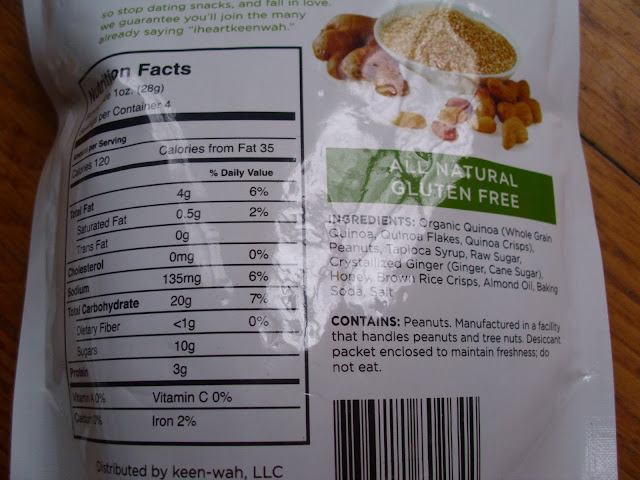 so stop dating snacks, and fall in love.
we guarantee you'll join the many
already saying "iheartkeenwah."
Nutrition Facts
1oz. (28g)
per Container 4
per Serving
Calories 120 Calories from Fat 35
% Daily Value
Total Fat 4g 6%
Saturated Fat 0.5g 2%
Trans Fat 0g
Cholesterol 0mg 0%
Sodium 135mg 6%
Total Carbohydrate 20g 7%
Dietary Fiber <1g 0%
Sugars 10g
Protein 3g
Vitamin A 0% Vitamin C 0%
Calcium 0% Iron 2%
Distributed by keen-wah, LLC
ALL NATURAL
GLUTEN FREE
INGREDIENTS: Organic Quinoa (Whole Grain
Quinoa, Quinoa Flakes, Quinoa Crisps),
Peanuts, Tapioca Syrup, Raw Sugar,
Crystallized Ginger (Ginger, Cane Sugar),
Honey, Brown Rice Crisps, Almond Oil, Baking
Soda, Salt
CONTAINS: Peanuts. Manufactured in a facility
that handles peanuts and tree nuts. Desiccant
packet enclosed to maintain freshness; do
not eat.